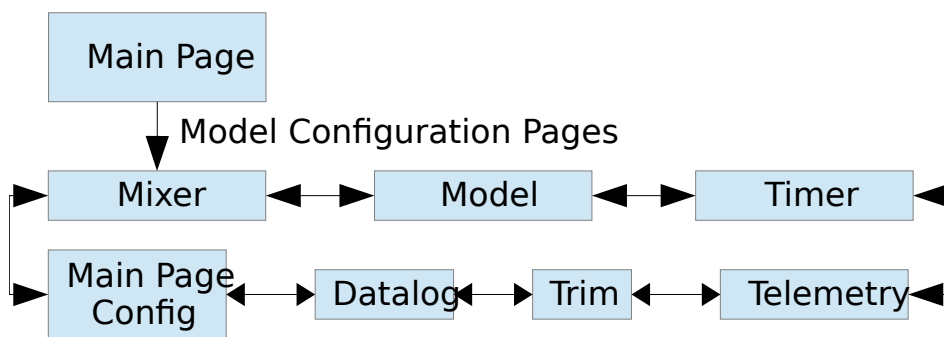 Main Page
Model Configuration Pages
Mixer
Model
Timer
Main Page
Config
Datalog
Trim
Telemetry